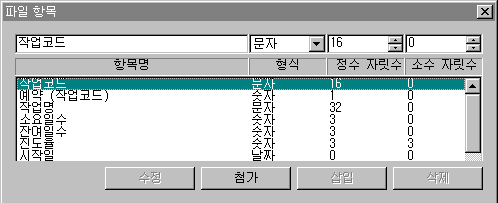 파일 항목
작업코드 문자 16 0
항목명 형식 정수 자릿수 소수 자릿수
작업코드 문자 16 0
예약 (작업코드) 숫자 1 0
작업명 문자 32 0
소요일수 숫자 3 0
잔여일수 숫자 3 0
진도율 숫자 3 3
시작일 날짜 0 0
수정 첨가 삽입 삭제